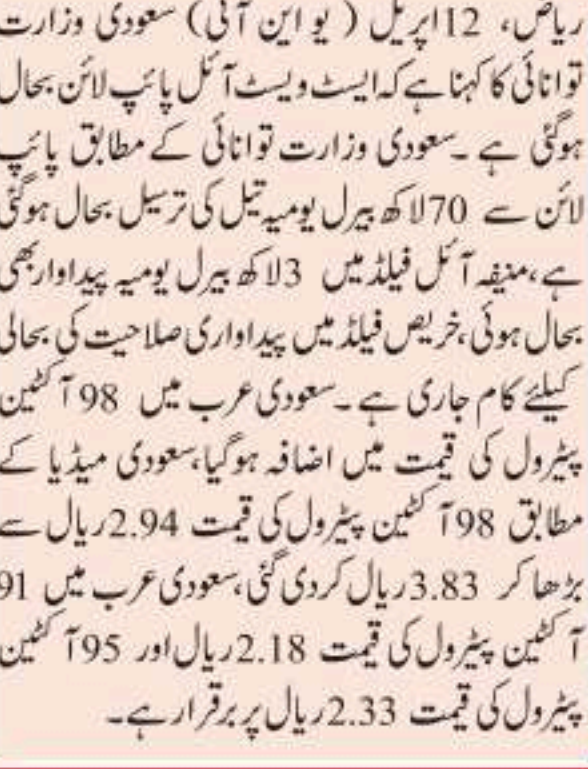 ریاض، 12اپریل ( یو این آئی) سعودی وزارت
توانائی کا کہنا ہے کہ ایسٹ ویسٹ آئل پائپ لائن بحال
ہوگئی ہے ۔سعودی وزارت توانائی کے مطابق پائپ
لائن سے 70لاکھ بیرل یومیہ تیل کی ترسیل بحال ہوگئی
ہے ،منیفہ آئل فیلڈ میں 3لاکھ بیرل یومیہ پیداوار بھی
بحال ہوئی،خریص فیلڈ میں پیداواری صلاحیت کی بحالی
کیلئے کام جاری ہے ۔سعودی عرب میں 98 آکٹین
پیٹرول کی قیمت میں اضافہ ہوگیا،سعودی میڈیا کے
مطابق 98آکٹین پیٹرول کی قیمت 2.94ریال سے
بڑھا کر 3.83ریال کردی گئی،سعودی عرب میں 91
آکٹین پیٹرول کی قیمت 2.18ریال اور 95آکٹین
پیٹرول کی قیمت 2.33ریال پر برقرار ہے۔